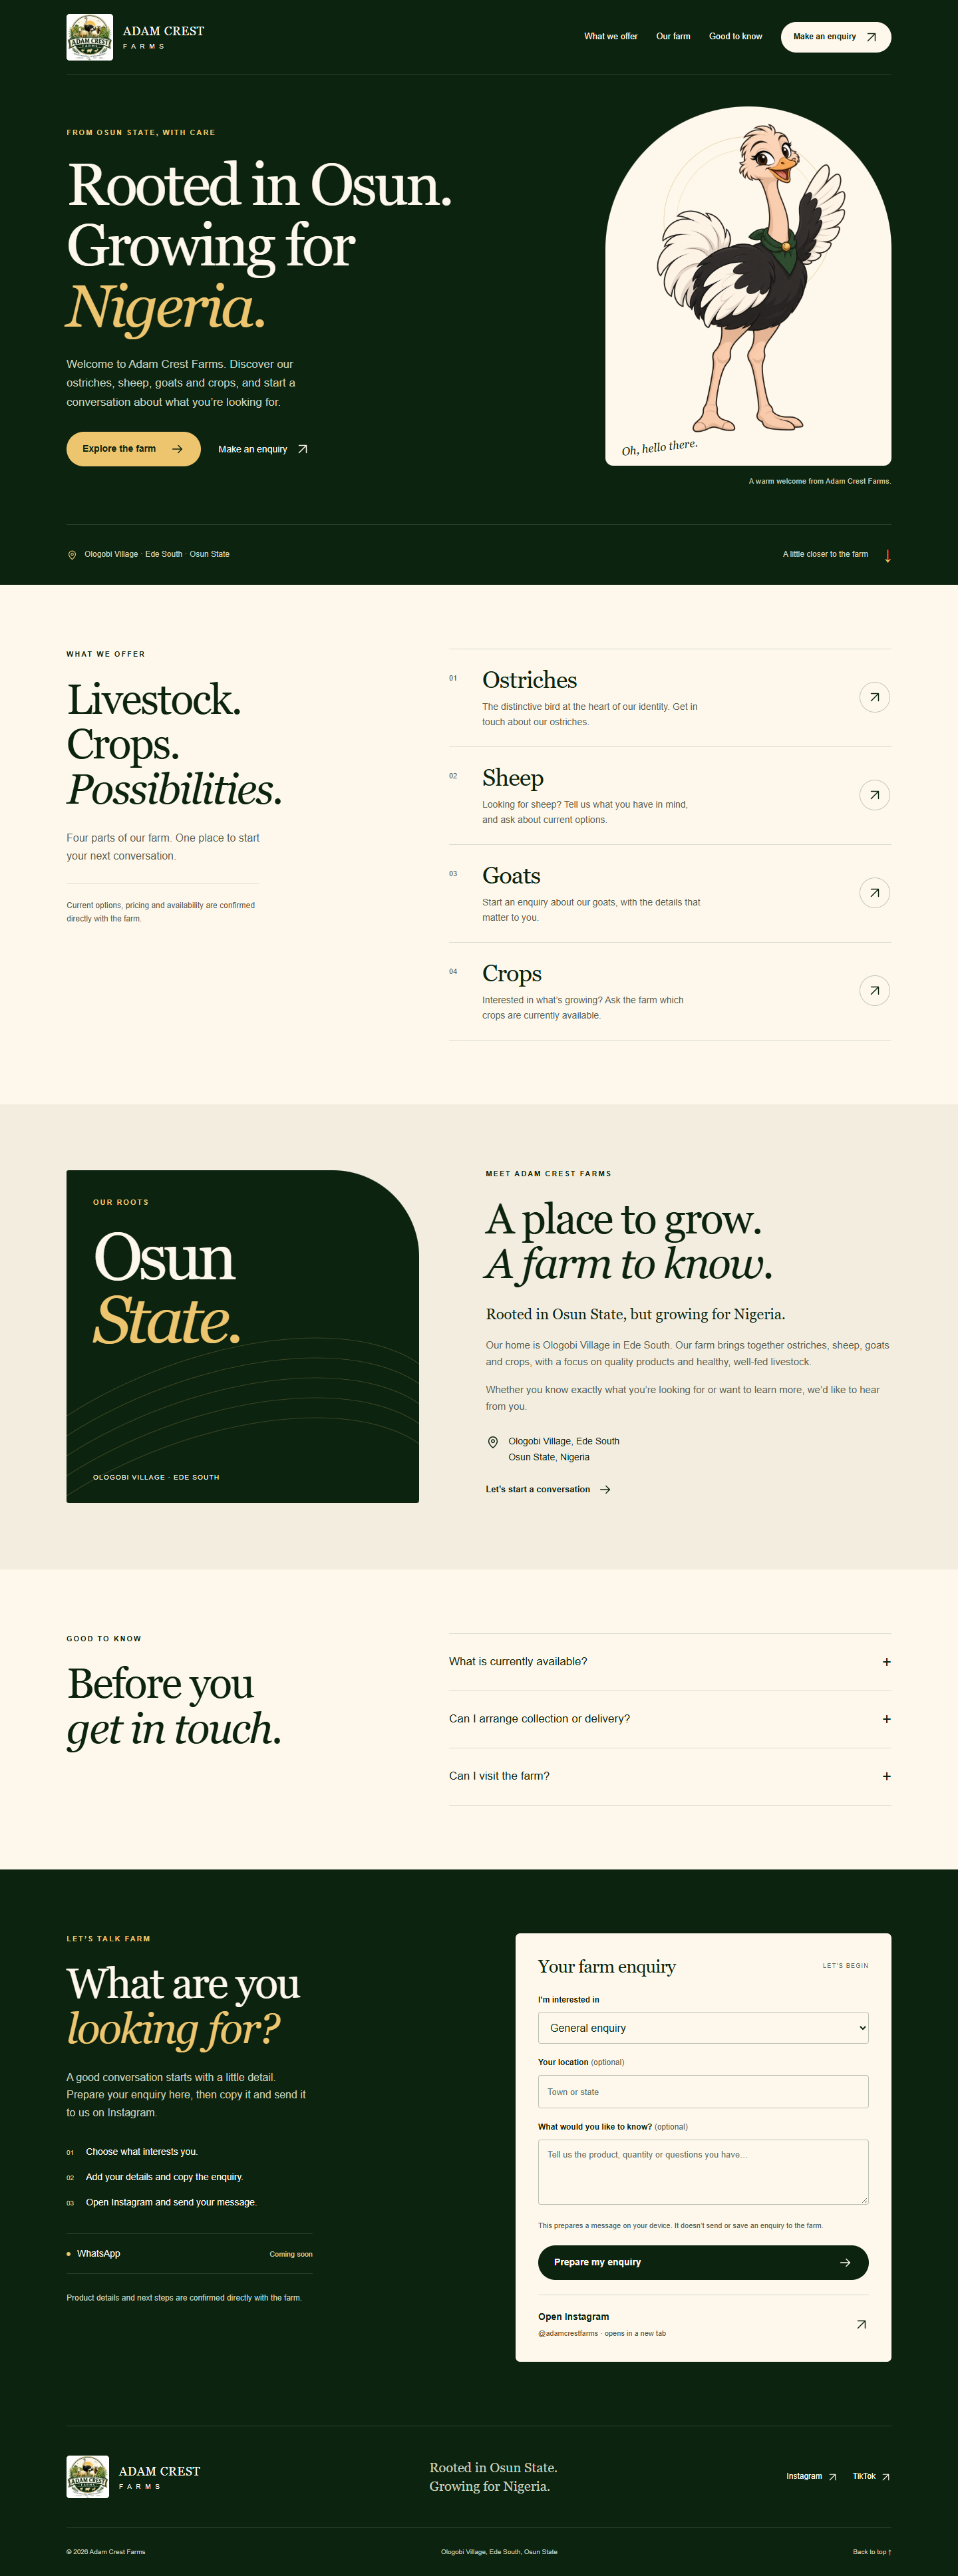 ADAM CREST
FARMS
ADAM CREST
FARMS
What we offer
Our farm
Good to know
Make an enquiry
FROM OSUN STATE, WITH CARE
Rooted in Osun.
Growing for
Nigeria.
Welcome to Adam Crest Farms. Discover our
ostriches, sheep, goats and crops, and start a
conversation about what you’re looking for.
Explore the farm
Make an enquiry
Oh, hello there.
A warm welcome from Adam Crest Farms.
Ologobi Village · Ede South · Osun State
A little closer to the farm
WHAT WE OFFER
Livestock.
Crops.
Possibilities.
Four parts of our farm. One place to start
your next conversation.
Current options, pricing and availability are confirmed
directly with the farm.
01
Ostriches
The distinctive bird at the heart of our identity. Get in
touch about our ostriches.
02
Sheep
Looking for sheep? Tell us what you have in mind,
and ask about current options.
03
Goats
Start an enquiry about our goats, with the details that
matter to you.
04
Crops
Interested in what’s growing? Ask the farm which
crops are currently available.
OUR ROOTS
Osun
State.
OLOGOBI VILLAGE · EDE SOUTH
MEET ADAM CREST FARMS
A place to grow.
A farm to know.
Rooted in Osun State, but growing for Nigeria.
Our home is Ologobi Village in Ede South. Our farm brings together ostriches, sheep, goats
and crops, with a focus on quality products and healthy, well-fed livestock.
Whether you know exactly what you’re looking for or want to learn more, we’d like to hear
from you.
Ologobi Village, Ede South
Osun State, Nigeria
Let’s start a conversation
GOOD TO KNOW
Before you
get in touch.
What is currently available?
+
Can I arrange collection or delivery?
+
Can I visit the farm?
+
LET’S TALK FARM
What are you
looking for?
A good conversation starts with a little detail.
Prepare your enquiry here, then copy it and send it
to us on Instagram.
01 Choose what interests you.
02 Add your details and copy the enquiry.
03 Open Instagram and send your message.
WhatsApp
Coming soon
Product details and next steps are confirmed directly with the farm.
Your farm enquiry
LET’S BEGIN
I’m interested in
General enquiry
Your location (optional)
Town or state
What would you like to know? (optional)
Tell us the product, quantity or questions you have…
This prepares a message on your device. It doesn’t send or save an enquiry to the farm.
Prepare my enquiry
Open Instagram
@adamcrestfarms · opens in a new tab
ADAM CREST
FARMS
ADAM CREST
FARMS
Rooted in Osun State.
Growing for Nigeria.
Instagram
TikTok
© 2026 Adam Crest Farms
Ologobi Village, Ede South, Osun State
Back to top ↑